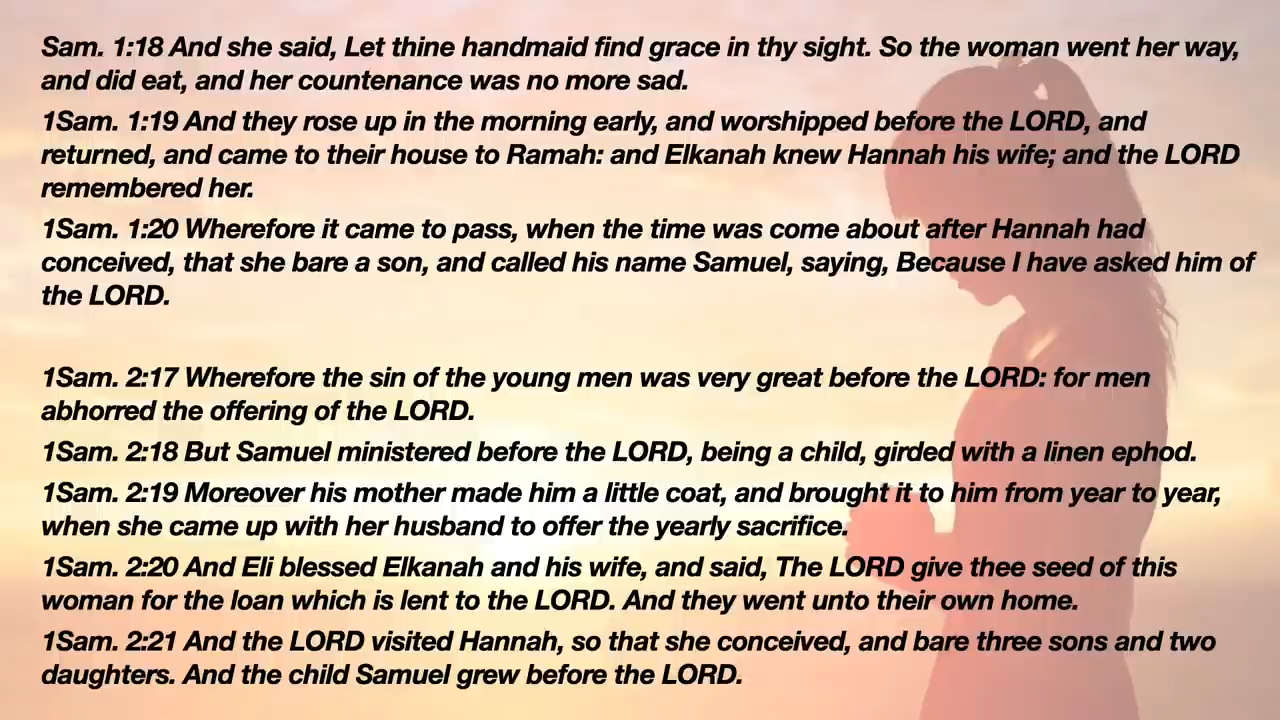 Sam. 1:18 And she said, Let thine handmaid find grace in thy sight. So the woman went her way,
and did eat, and her countenance was no more sad.
1Sam. 1:19 And they rose up in the morning early, and worshipped before the LORD, and
returned, and came to their house to Ramah: and Elkanah knew Hannah his wife; and the LORD
remembered her.
1Sam. 1:20 Wherefore it came to pass, when the time was come about after Hannah had
conceived, that she bare a son, and called his name Samuel, saying, Because I have asked him of
the LORD.
1Sam. 2:17 Wherefore the sin of the young men was very great before the LORD: for men
abhorred the offering of the LORD.
1Sam. 2:18 But Samuel ministered before the LORD, being a child, girded with a linen ephod.
1Sam. 2:19 Moreover his mother made him a little coat, and brought it to him from year to year,
when she came up with her husband to offer the yearly sacrifice.
1Sam. 2:20 And Eli blessed Elkanah and his wife, and said, The LORD give thee seed of this
woman for the loan which is lent to the LORD. And they went unto their own home.
1Sam. 2:21 And the LORD visited Hannah, so that she conceived, and bare three sons and two
daughters. And the child Samuel grew before the LORD.